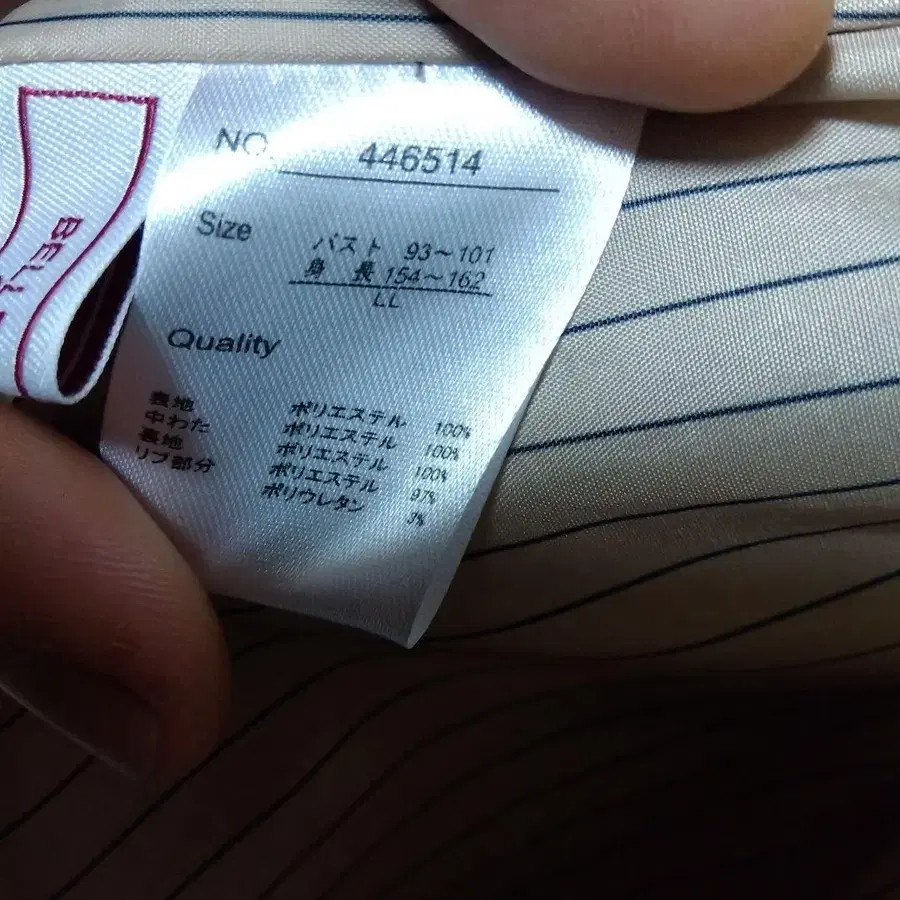 NO. 446514
Size
バスト 93～101
身 長 154～162
LL
Quality
表地 ポリエステル 100%
中わた ポリエステル 100%
裏地 ポリエステル 100%
リブ部分 ポリエステル 97%
ポリウレタン 3%